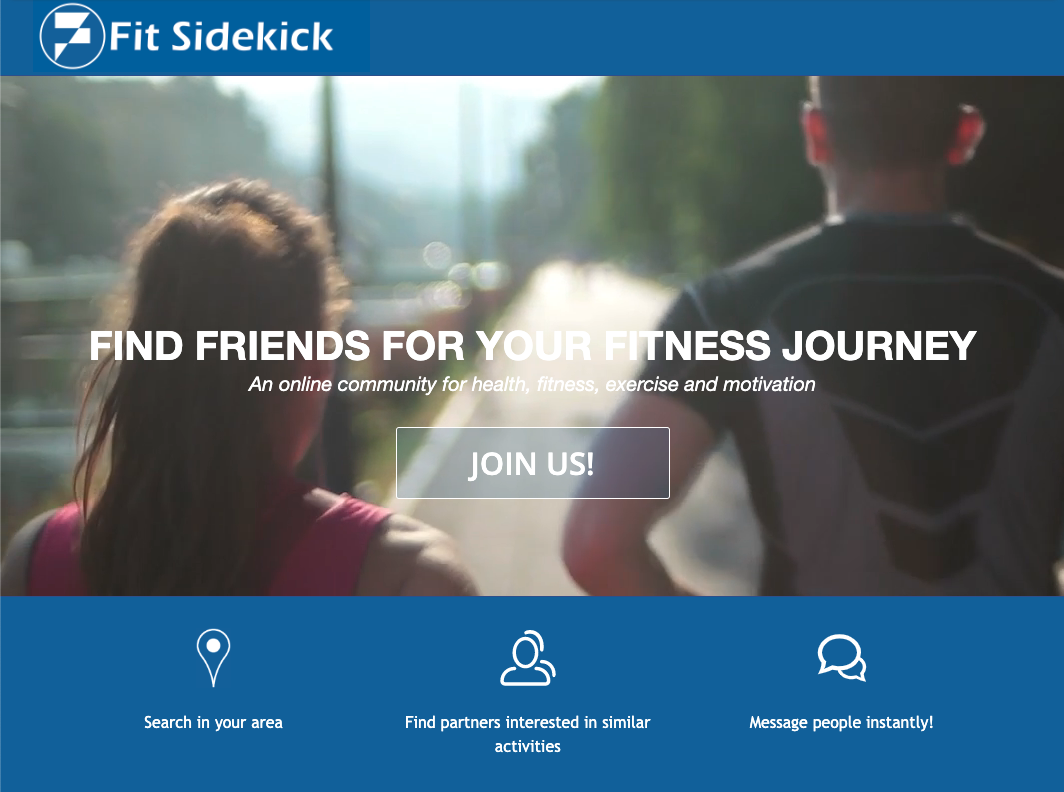 Fit Sidekick
FIND FRIENDS FOR YOUR FITNESS JOURNEY
An online community for health, fitness, exercise and motivation
JOIN US!
Search in your area
Find partners interested in similar
activities
Message people instantly!